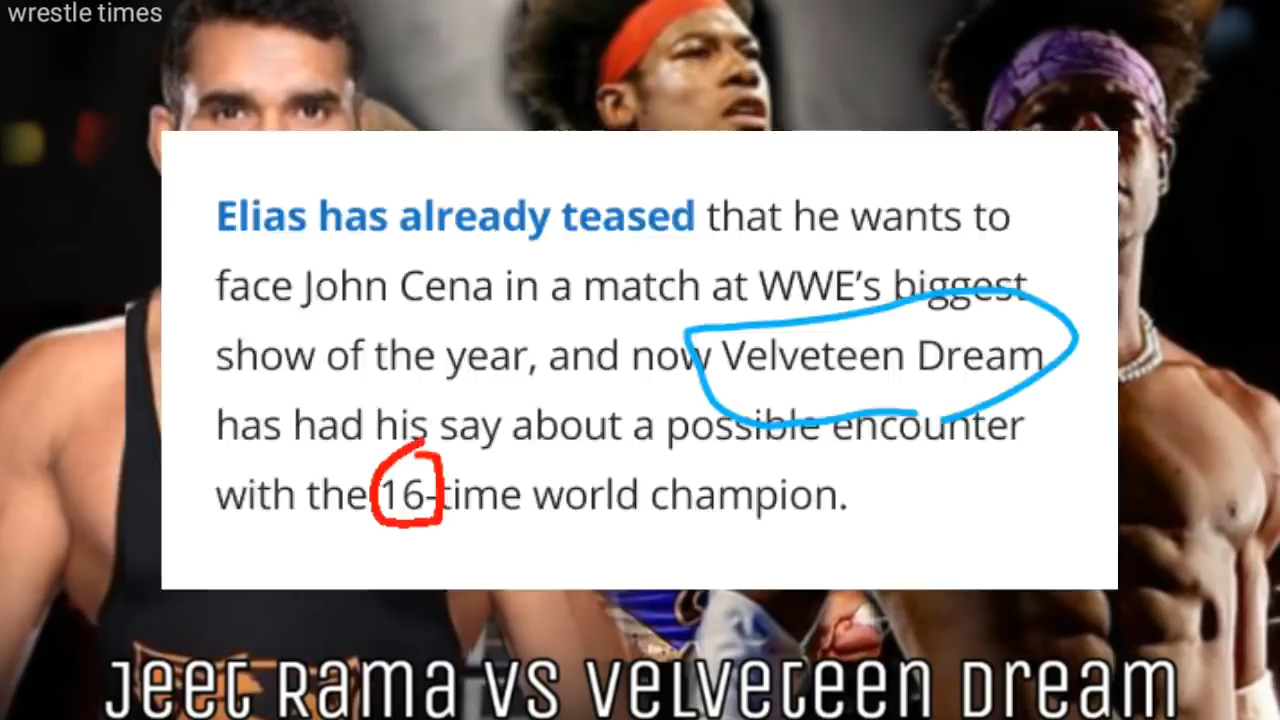 wrestle times
Elias has already teased that he wants to
face John Cena in a match at WWE’s biggest
show of the year, and now Velveteen Dream
has had his say about a possible encounter
with the 16-time world champion.
Jeet Rama vs Velveteen Dream